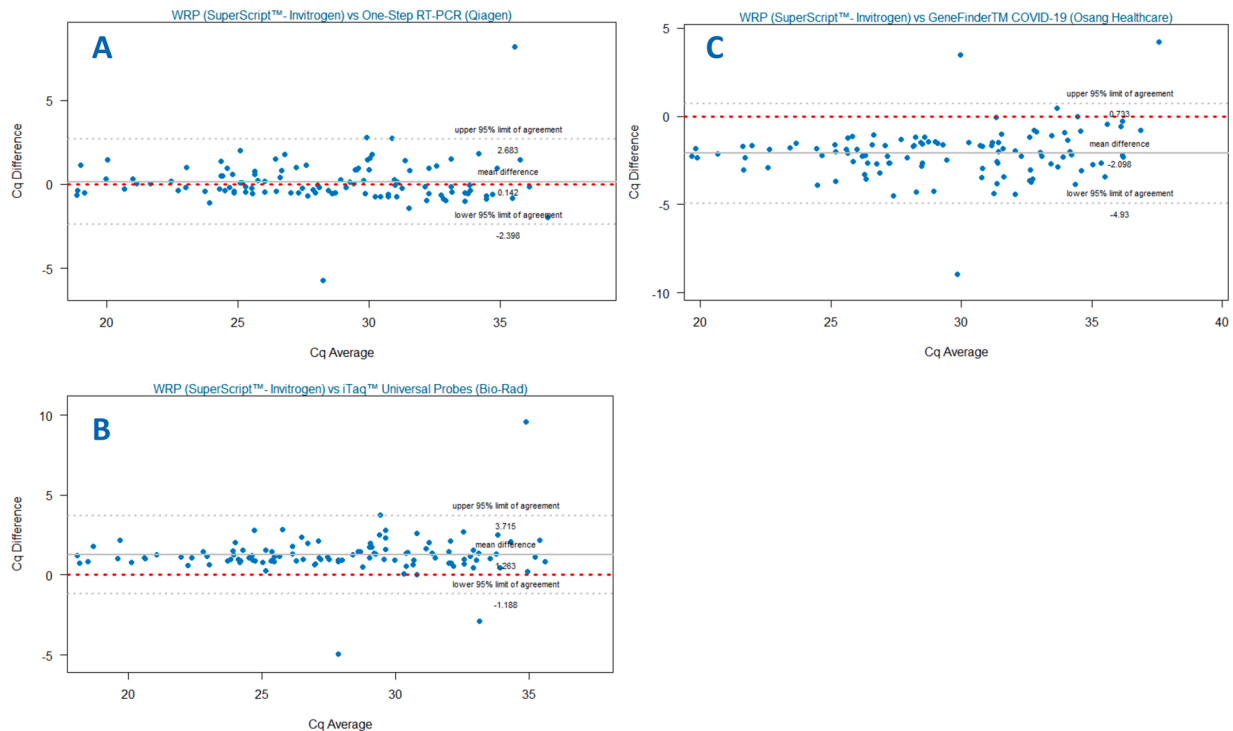 WRP (SuperScript™- Invitrogen) vs One-Step RT-PCR (Qiagen)
A
5
0
-5
Cq Difference
upper 95% limit of agreement
2.683
mean difference
0.142
lower 95% limit of agreement
-2.398
20 25 30 35
Cq Average
WRP (SuperScript™- Invitrogen) vs GeneFinderTM COVID-19 (Osang Healthcare)
C
5
0
-5
-10
Cq Difference
upper 95% limit of agreement
0.733
mean difference
-2.098
lower 95% limit of agreement
-4.93
20 25 30 35 40
Cq Average
WRP (SuperScript™- Invitrogen) vs iTaq™ Universal Probes (Bio-Rad)
B
10
5
0
-5
Cq Difference
upper 95% limit of agreement
3.715
mean difference
1.263
lower 95% limit of agreement
-1.188
20 25 30 35
Cq Average